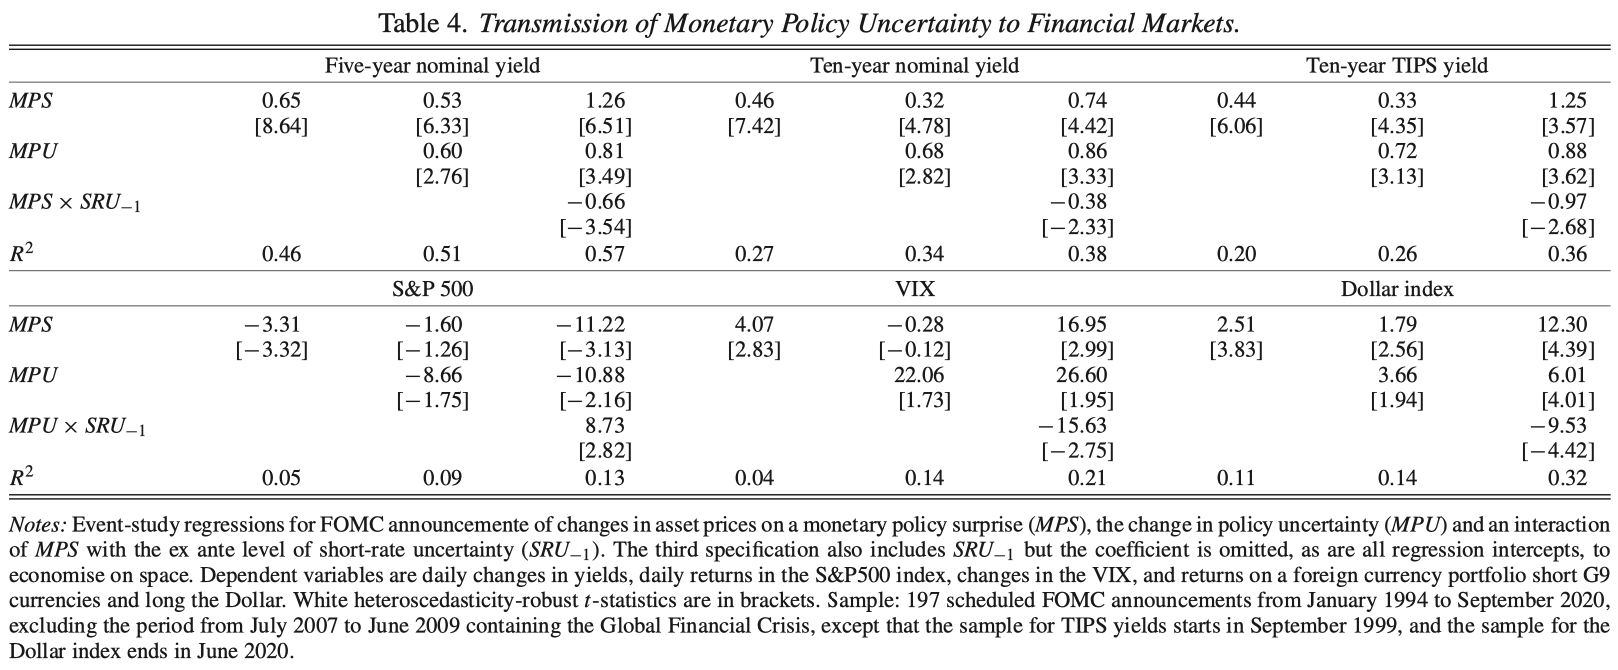 Table 4. Transmission of Monetary Policy Uncertainty to Financial Markets.
Five-year nominal yield Ten-year nominal yield Ten-year TIPS yield
MPS 0.65 0.53 1.26 0.46 0.32 0.74 0.44 0.33 1.25
[8.64] [6.33] [6.51] [7.42] [4.78] [4.42] [6.06] [4.35] [3.57]
MPU 0.60 0.81 0.68 0.86 0.72 0.88
[2.76] [3.49] [2.82] [3.33] [3.13] [3.62]
MPS × SRU₋₁ −0.66 −0.38 −0.97
[−3.54] [−2.33] [−2.68]
R² 0.46 0.51 0.57 0.27 0.34 0.38 0.20 0.26 0.36
S&P 500 VIX Dollar index
MPS −3.31 −1.60 −11.22 4.07 −0.28 16.95 2.51 1.79 12.30
[−3.32] [−1.26] [−3.13] [2.83] [−0.12] [2.99] [3.83] [2.56] [4.39]
MPU −8.66 −10.88 22.06 26.60 3.66 6.01
[−1.75] [−2.16] [1.73] [1.95] [1.94] [4.01]
MPU × SRU₋₁ 8.73 −15.63 −9.53
[2.82] [−2.75] [−4.42]
R² 0.05 0.09 0.13 0.04 0.14 0.21 0.11 0.14 0.32
Notes: Event-study regressions for FOMC announcemente of changes in asset prices on a monetary policy surprise (MPS), the change in policy uncertainty (MPU) and an interaction
of MPS with the ex ante level of short-rate uncertainty (SRU₋₁). The third specification also includes SRU₋₁ but the coefficient is omitted, as are all regression intercepts, to
economise on space. Dependent variables are daily changes in yields, daily returns in the S&P500 index, changes in the VIX, and returns on a foreign currency portfolio short G9
currencies and long the Dollar. White heteroscedasticity-robust t-statistics are in brackets. Sample: 197 scheduled FOMC announcements from January 1994 to September 2020,
excluding the period from July 2007 to June 2009 containing the Global Financial Crisis, except that the sample for TIPS yields starts in September 1999, and the sample for the
Dollar index ends in June 2020.